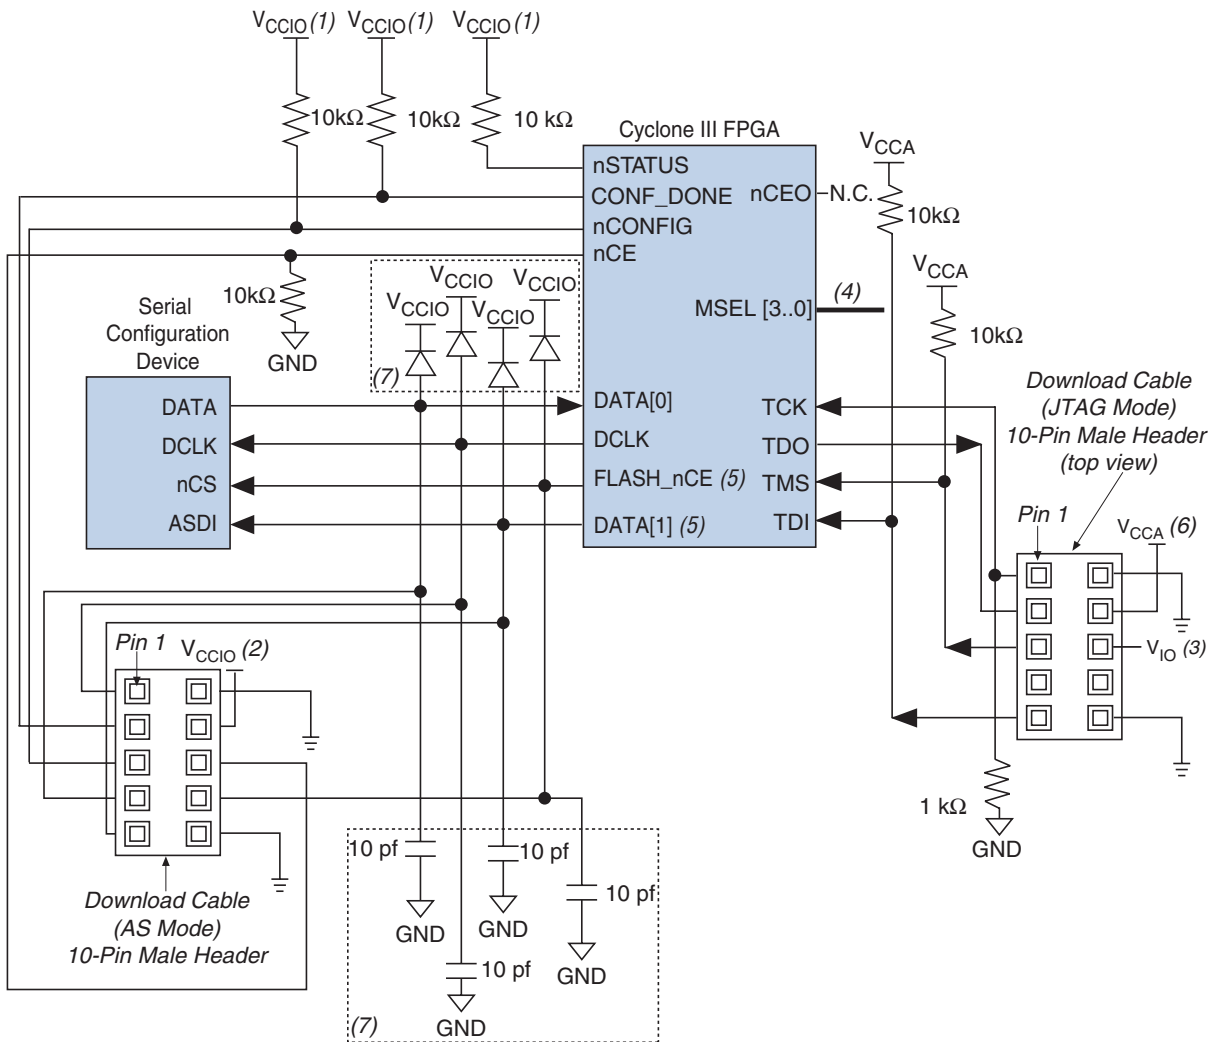 VCCIO (1) VCCIO (1) VCCIO (1)
10kΩ 10kΩ 10 kΩ
Cyclone III FPGA
nSTATUS
CONF_DONE
nCONFIG
nCE
nCEO N.C.
MSEL [3..0] (4)
DATA[0]
DCLK
FLASH_nCE (5)
DATA[1] (5)
TCK
TDO
TMS
TDI
VCCA
10kΩ
VCCA
10kΩ
10kΩ
GND
VCCIO
VCCIO
VCCIO
VCCIO
(7)
Serial
Configuration
Device
DATA
DCLK
nCS
ASDI
Download Cable
(JTAG Mode)
10-Pin Male Header
(top view)
Pin 1
VCCA (6)
VIO (3)
1 kΩ
GND
Pin 1
VCCIO (2)
Download Cable
(AS Mode)
10-Pin Male Header
10 pf
GND
10 pf
GND
10 pf
GND
10 pf
GND
(7)